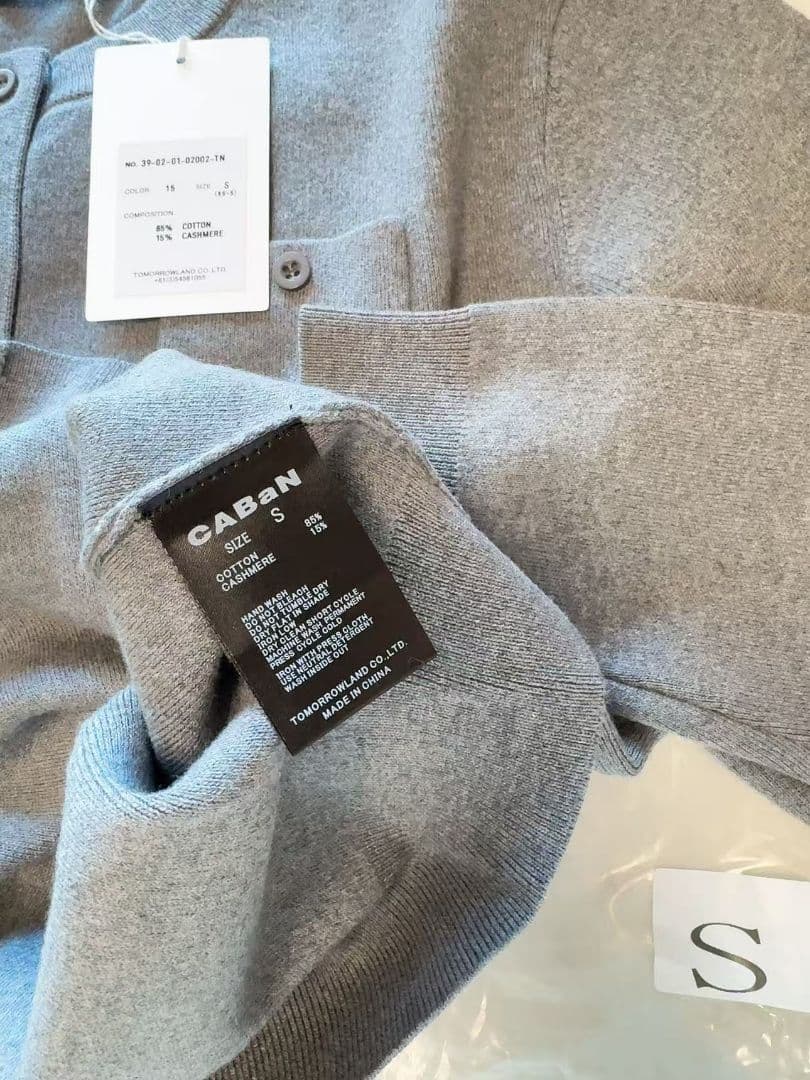 NO. 39-02-01-02002-TN
COLOR 15 SIZE S
(XS-S)
COMPOSITION
85% COTTON
15% CASHMERE
TOMORROWLAND CO.,LTD.
CABaN
SIZE S
COTTON 85%
CASHMERE 15%
HAND WASH
DO NOT BLEACH
DO NOT TUMBLE DRY
DRY FLAT IN SHADE
IRON LOW
DRY CLEAN SHORT CYCLE
MACHINE WASH, PERMANENT
PRESS CYCLE COLD
IRON WITH PRESS CLOTH
USE NEUTRAL DETERGENT
WASH INSIDE OUT
TOMORROWLAND CO.,LTD.
MADE IN CHINA
S